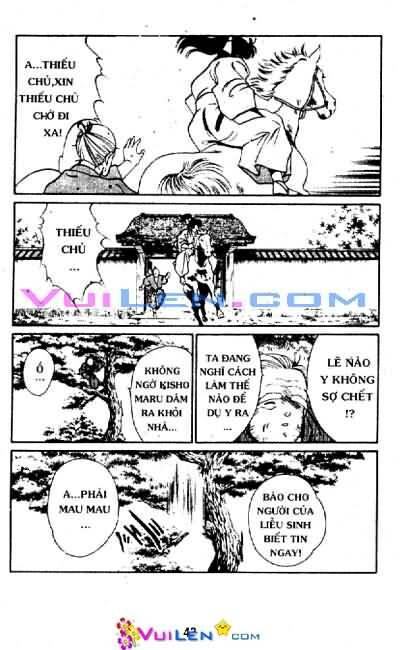 A...THIẾU
CHỦ,XIN
THIẾU CHỦ
CHỚ ĐI
XA!
THIẾU
CHỦ
...
VUILEN.COM
LẼ NÀO
Y KHÔNG
SỢ CHẾT
!?
TA ĐANG
NGHĨ CÁCH
LÀM THẾ
NÀO ĐỂ
DỤ Y RA
...
KHÔNG
NGỜ KISHO
MARU DÁM
RA KHỎI
NHÀ...
Ồ
...
BÁO CHO
NGƯỜI CỦA
LIỄU SINH
BIẾT TIN
NGAY!
A...PHẢI
MAU MAU
...
42
VUILEN.COM